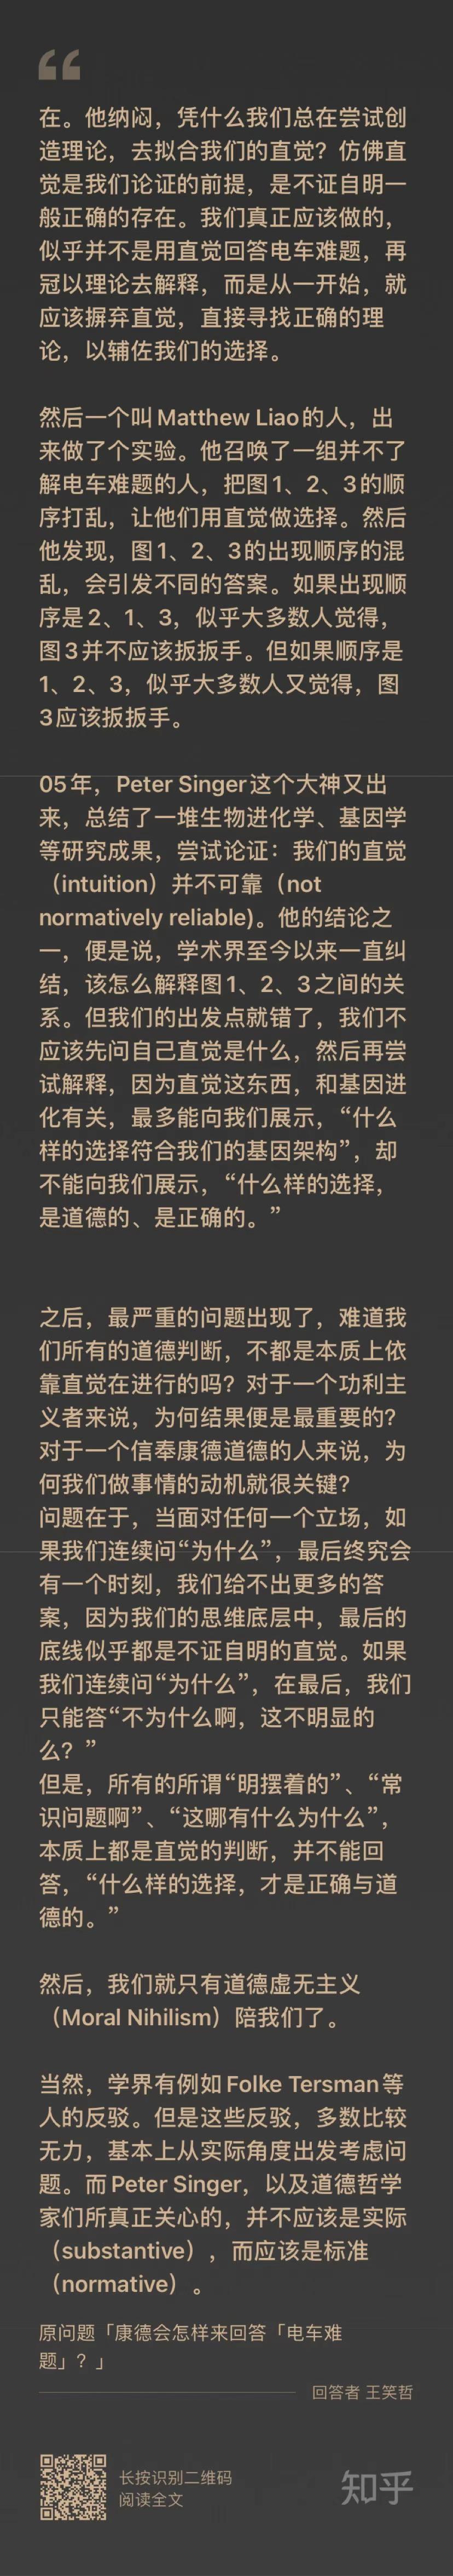 在。他纳闷，凭什么我们总在尝试创
造理论，去拟合我们的直觉？仿佛直
觉是我们论证的前提，是不证自明一
般正确的存在。我们真正应该做的，
似乎并不是用直觉回答电车难题，再
冠以理论去解释，而是从一开始，就
应该摒弃直觉，直接寻找正确的理
论，以辅佐我们的选择。
然后一个叫Matthew Liao的人，出
来做了个实验。他召唤了一组并不了
解电车难题的人，把图1、2、3的顺
序打乱，让他们用直觉做选择。然后
他发现，图1、2、3的出现顺序的混
乱，会引发不同的答案。如果出现顺
序是2、1、3，似乎大多数人觉得，
图3并不应该扳扳手。但如果顺序是
1、2、3，似乎大多数人又觉得，图
3应该扳扳手。
05年，Peter Singer这个大神又出
来，总结了一堆生物进化学、基因学
等研究成果，尝试论证：我们的直觉
（intuition）并不可靠（not
normatively reliable)。他的结论之
一，便是说，学术界至今以来一直纠
结，该怎么解释图1、2、3之间的关
系。但我们的出发点就错了，我们不
应该先问自己直觉是什么，然后再尝
试解释，因为直觉这东西，和基因进
化有关，最多能向我们展示，“什么
样的选择符合我们的基因架构”，却
不能向我们展示，“什么样的选择，
是道德的、是正确的。”
之后，最严重的问题出现了，难道我
们所有的道德判断，不都是本质上依
靠直觉在进行的吗？对于一个功利主
义者来说，为何结果便是最重要的？
对于一个信奉康德道德的人来说，为
何我们做事情的动机就很关键？
问题在于，当面对任何一个立场，如
果我们连续问“为什么”，最后终究会
有一个时刻，我们给不出更多的答
案，因为我们的思维底层中，最后的
底线似乎都是不证自明的直觉。如果
我们连续问“为什么”，在最后，我们
只能答“不为什么啊，这不明显的
么？”
但是，所有的所谓“明摆着的”、“常
识问题啊”、“这哪有什么为什么”，
本质上都是直觉的判断，并不能回
答，“什么样的选择，才是正确与道
德的。”
然后，我们就只有道德虚无主义
（Moral Nihilism）陪我们了。
当然，学界有例如Folke Tersman等
人的反驳。但是这些反驳，多数比较
无力，基本上从实际角度出发考虑问
题。而Peter Singer，以及道德哲学
家们所真正关心的，并不应该是实际
（substantive），而应该是标准
（normative）。
原问题「康德会怎样来回答「电车难
题」？」
回答者 王笑哲
长按识别二维码
阅读全文
知乎